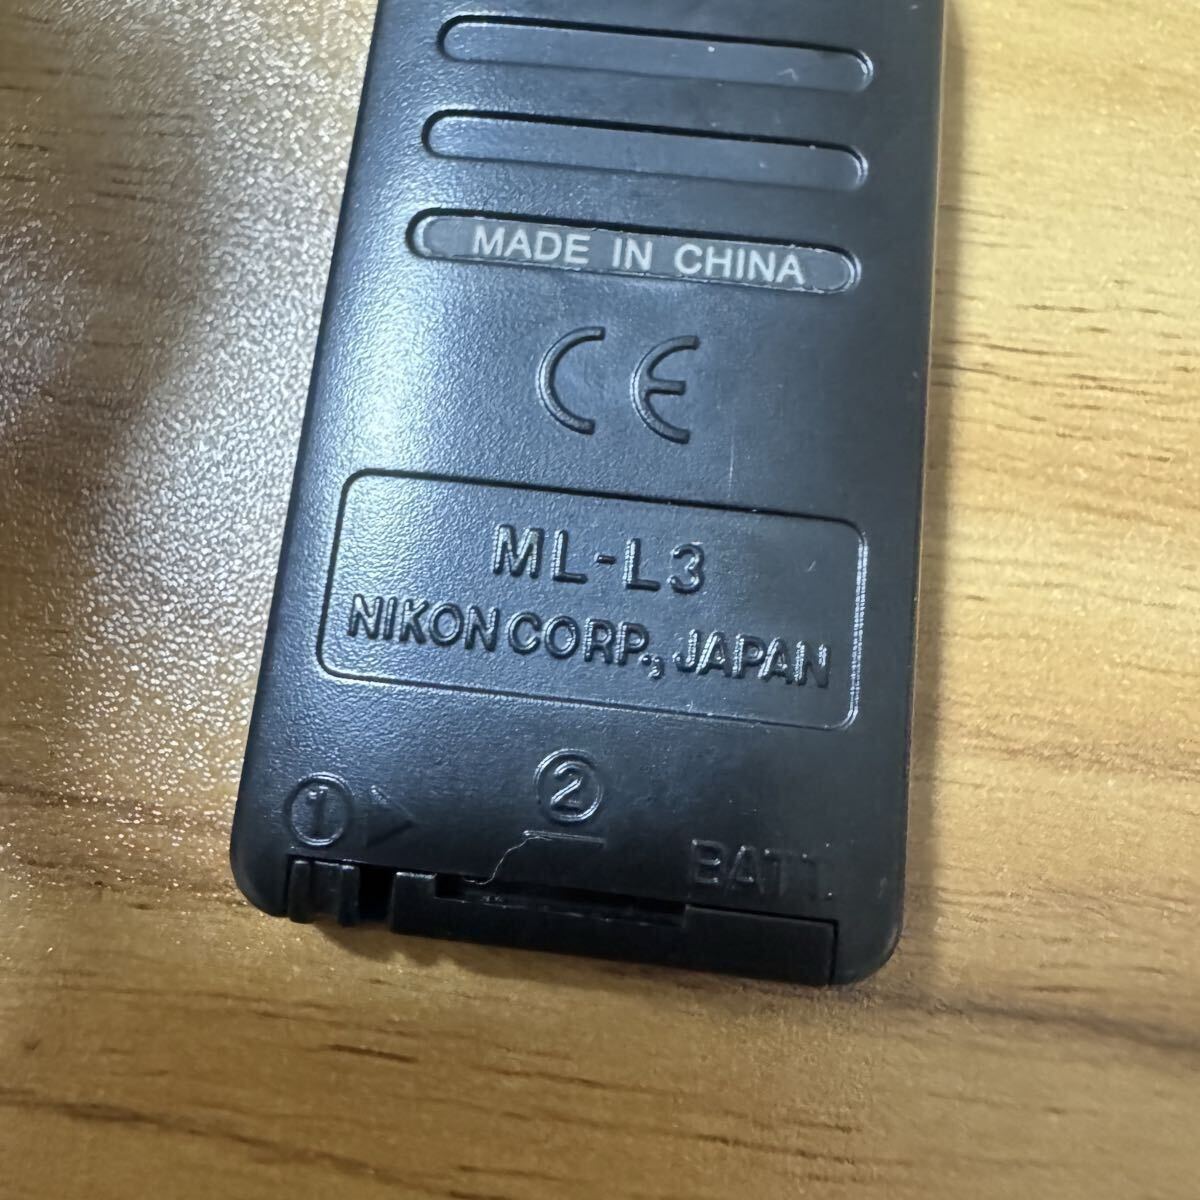 MADE IN CHINA
CE
ML-L3
NIKON CORP., JAPAN
① > ②
BATT.